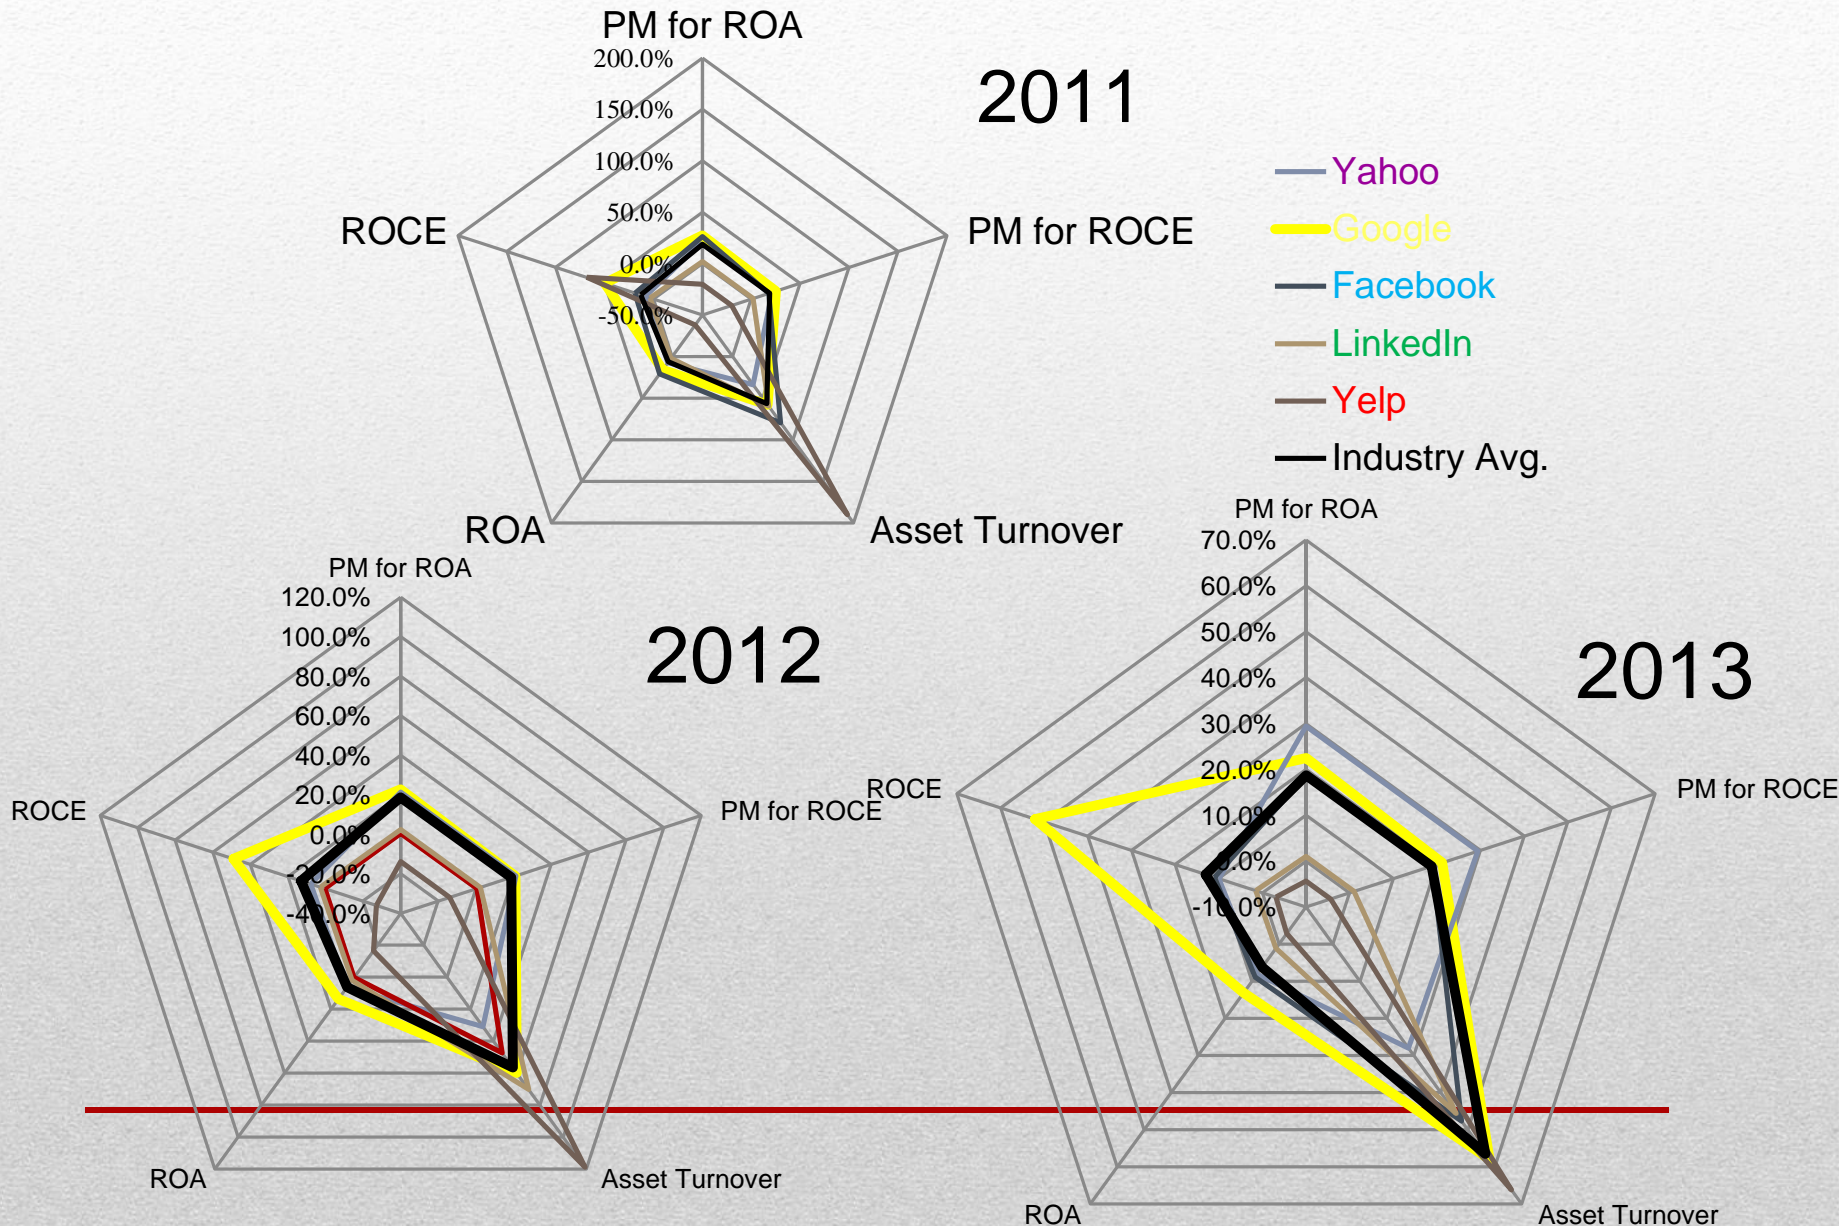 PM for ROA
200.0%
150.0%
100.0%
50.0%
0.0%
-50.0%
PM for ROCE
Asset Turnover
ROA
ROCE
2011
Yahoo
Google
Facebook
LinkedIn
Yelp
Industry Avg.
PM for ROA
120.0%
100.0%
80.0%
60.0%
40.0%
20.0%
0.0%
-20.0%
-40.0%
PM for ROCE
Asset Turnover
ROA
ROCE
2012
PM for ROA
70.0%
60.0%
50.0%
40.0%
30.0%
20.0%
10.0%
0.0%
-10.0%
PM for ROCE
Asset Turnover
ROA
ROCE
2013